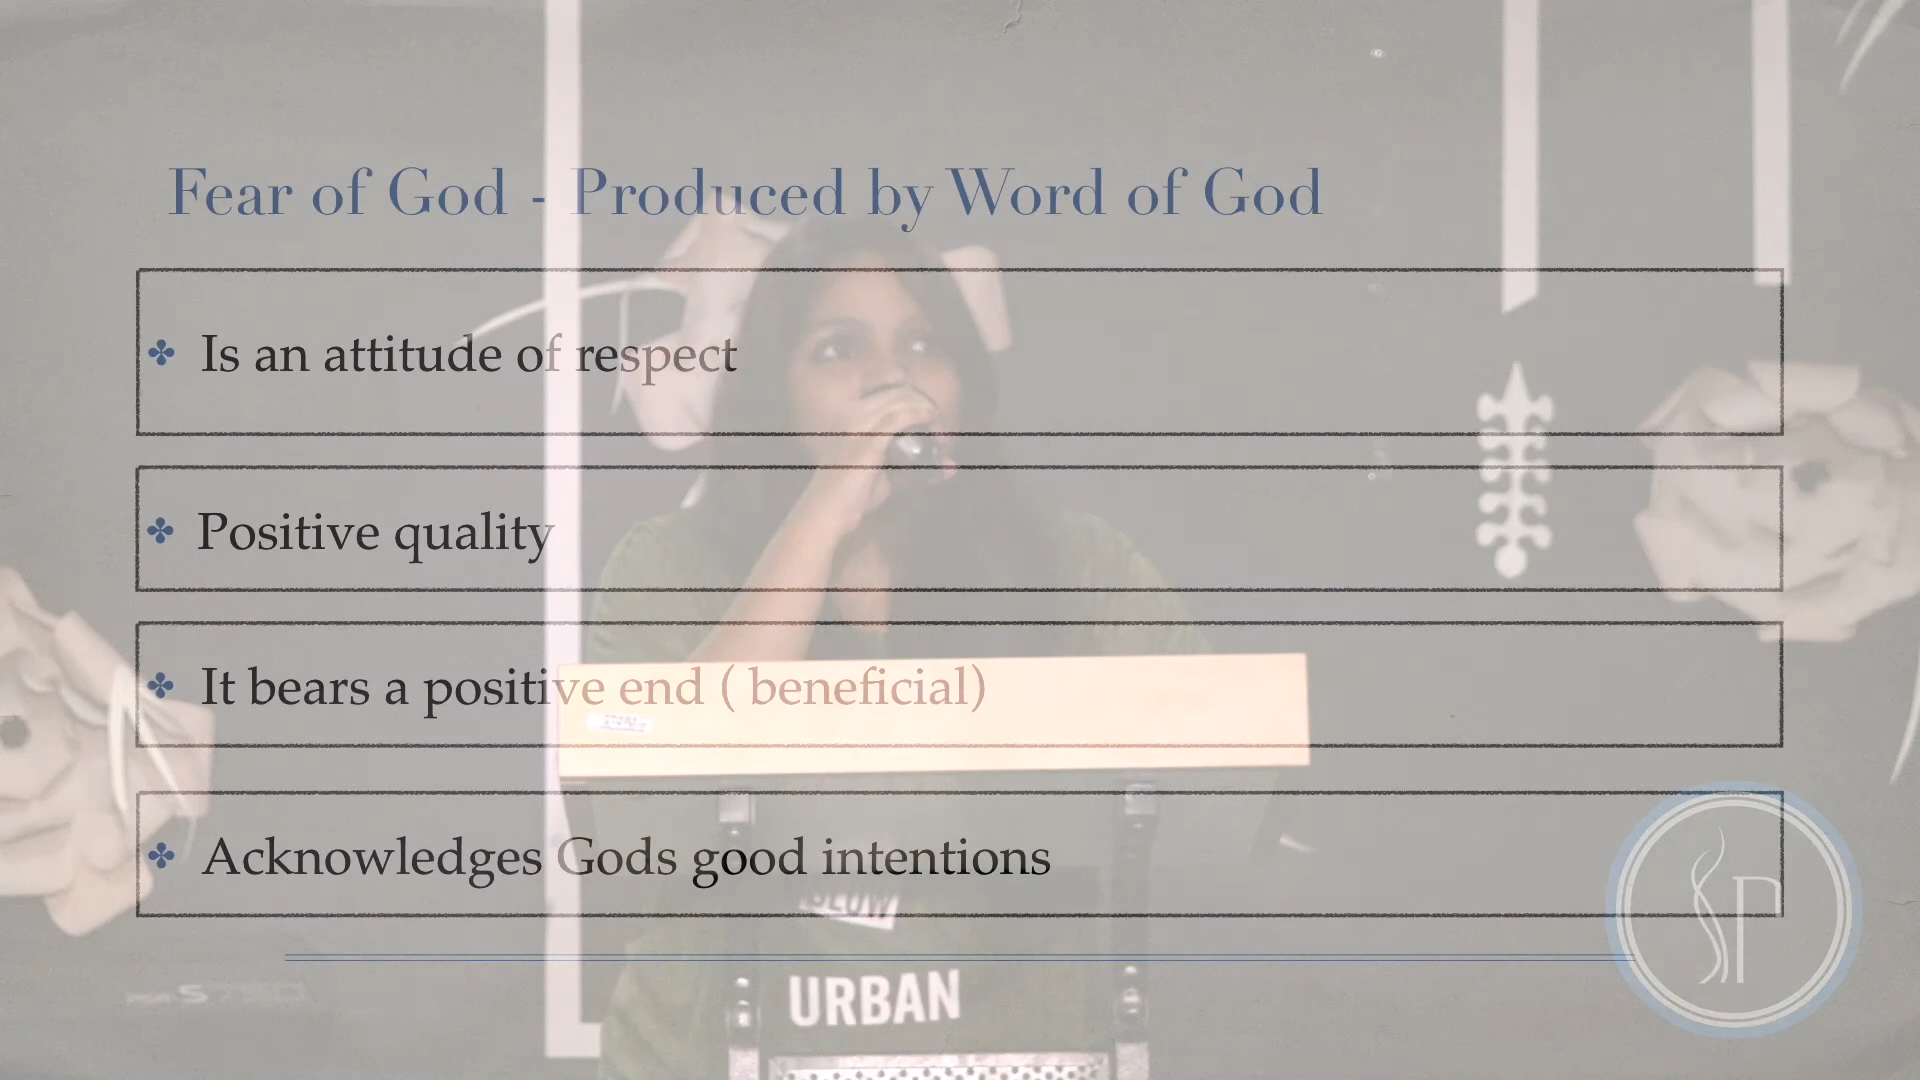 Fear of God - Produced by Word of God
Is an attitude of respect
Positive quality
It bears a positive end ( beneficial)
Acknowledges Gods good intentions
URBAN